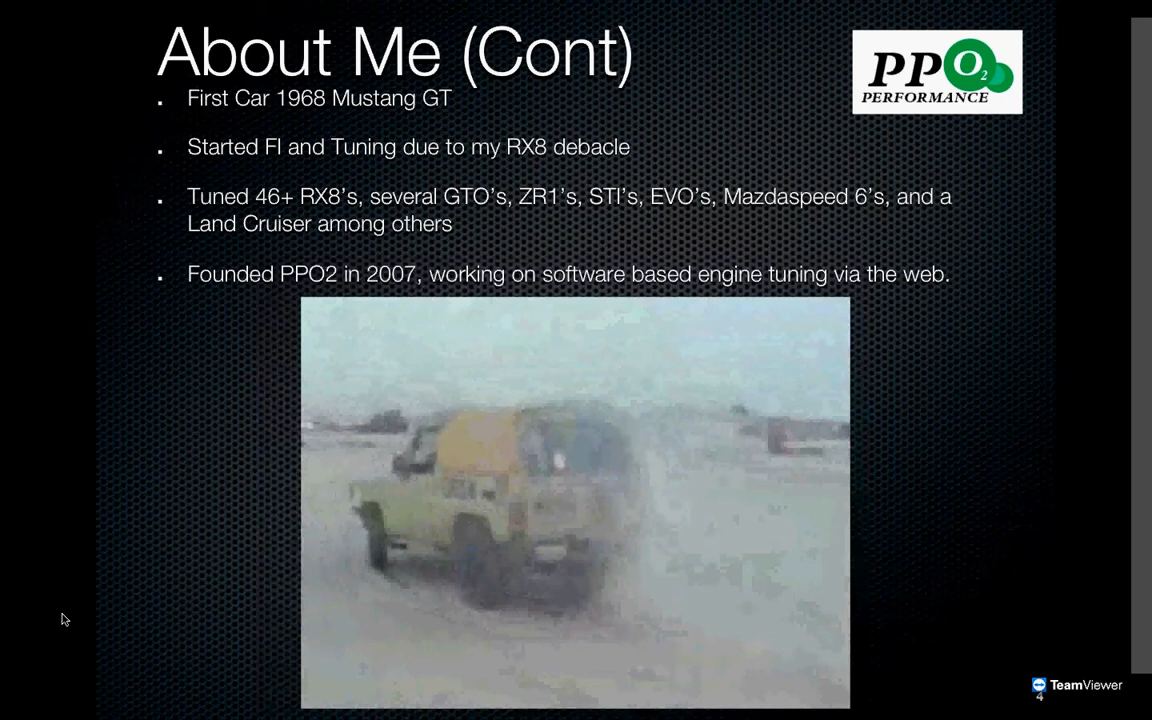 About Me (Cont)
PPO2
PERFORMANCE
First Car 1968 Mustang GT
Started FI and Tuning due to my RX8 debacle
Tuned 46+ RX8’s, several GTO’s, ZR1’s, STI’s, EVO’s, Mazdaspeed 6’s, and a
Land Cruiser among others
Founded PPO2 in 2007, working on software based engine tuning via the web.
TeamViewer
4